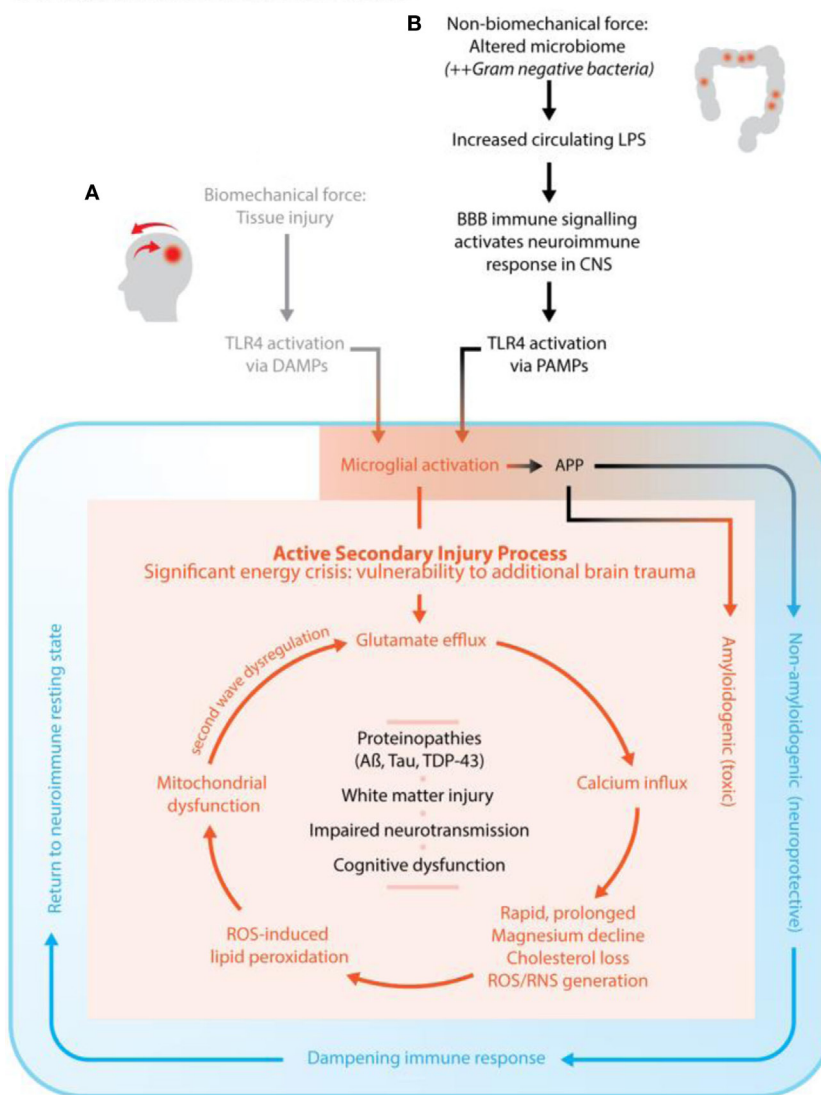 B
Non-biomechanical force:
Altered microbiome
(++Gram negative bacteria)
Increased circulating LPS
BBB immune signalling
activates neuroimmune
response in CNS
TLR4 activation
via PAMPs
A
Biomechanical force:
Tissue injury
TLR4 activation
via DAMPs
Microglial activation
APP
Active Secondary Injury Process
Significant energy crisis: vulnerability to additional brain trauma
Glutamate efflux
Calcium influx
Rapid, prolonged
Magnesium decline
Cholesterol loss
ROS/RNS generation
ROS-induced
lipid peroxidation
Mitochondrial
dysfunction
second wave dysregulation
Proteinopathies
(Aß, Tau, TDP-43)
White matter injury
Impaired neurotransmission
Cognitive dysfunction
Amyloidogenic (toxic)
Non-amyloidogenic (neuroprotective)
Dampening immune response
Return to neuroimmune resting state